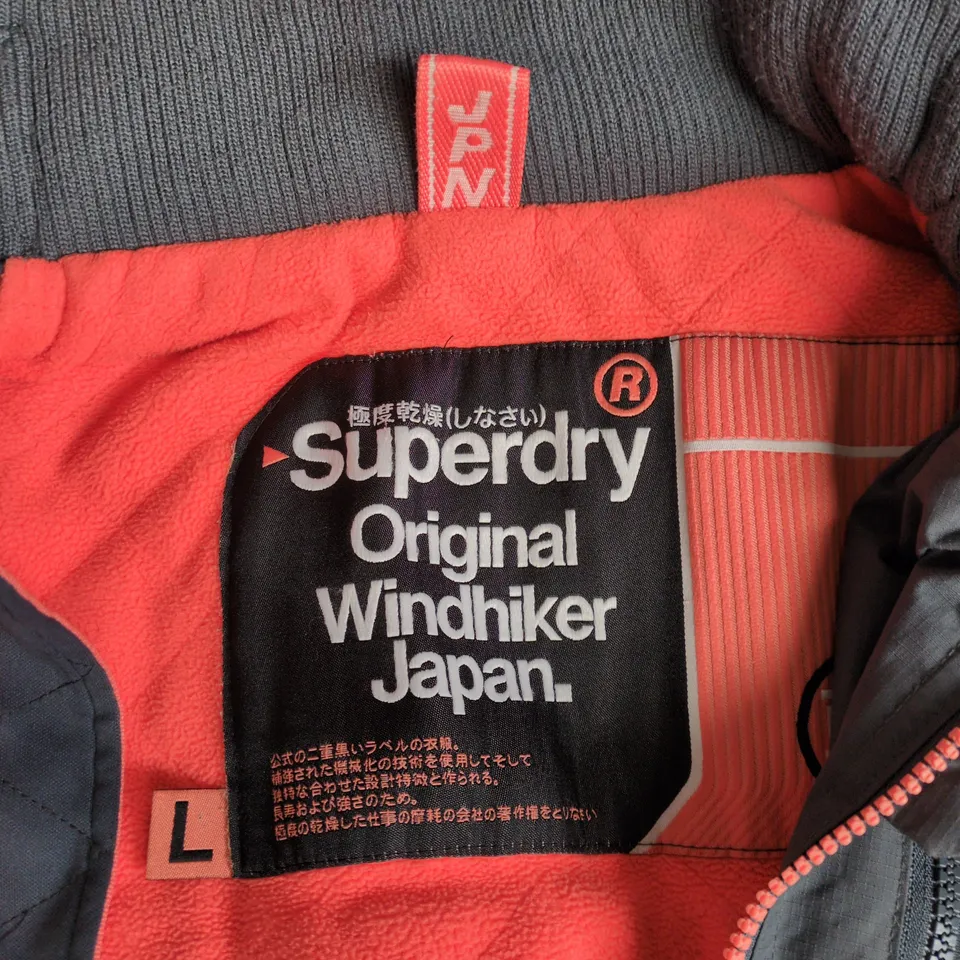 JPN
®
極度乾燥(しなさい)
Superdry
Original
Windhiker
Japan.
公式の二重黒いラベルの衣服。
補強された機械化の技術を使用してそして
独特な合わせた設計特徴と作られる。
長寿および強さのため。
極度の乾燥した仕事の摩耗の会社の著作権をとりなさい
L